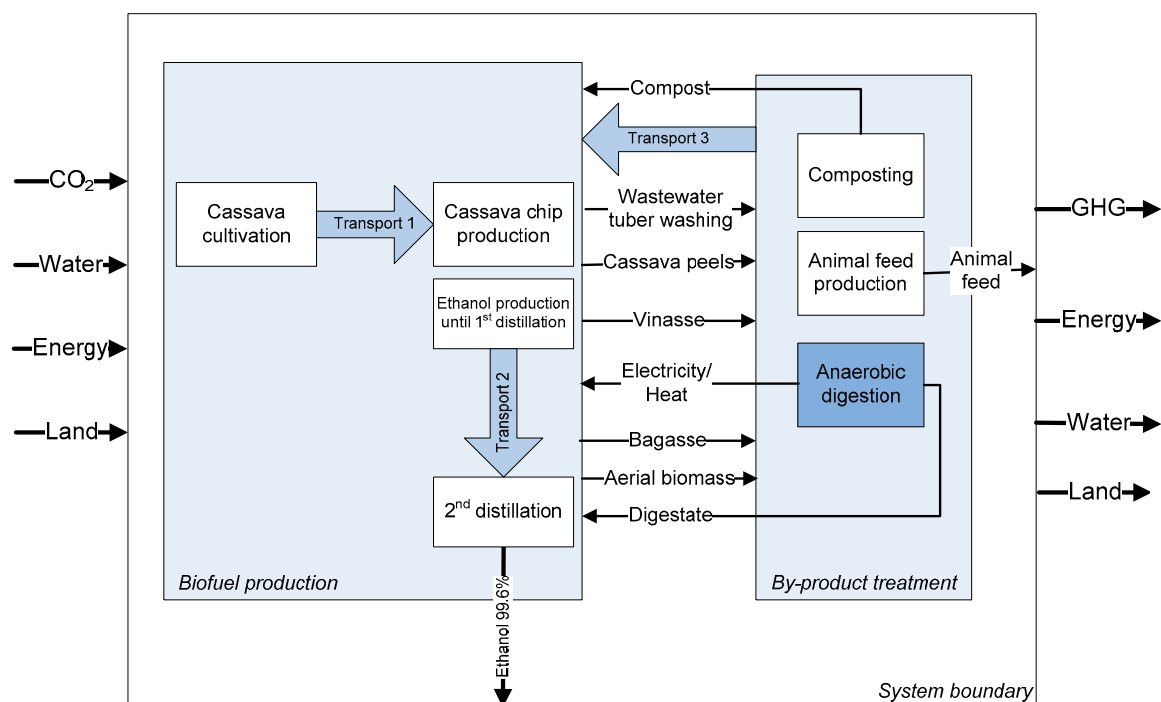 Compost
Transport 3
CO₂
Water
Energy
Land
Cassava
cultivation
Transport 1
Cassava chip
production
Ethanol production
until 1st distillation
Transport 2
2nd distillation
Biofuel production
Ethanol 99.6%
Wastewater
tuber washing
Cassava peels
Vinasse
Electricity/
Heat
Bagasse
Aerial biomass
Digestate
Composting
Animal feed
production
Anaerobic
digestion
By-product treatment
Animal
feed
GHG
Energy
Water
Land
System boundary